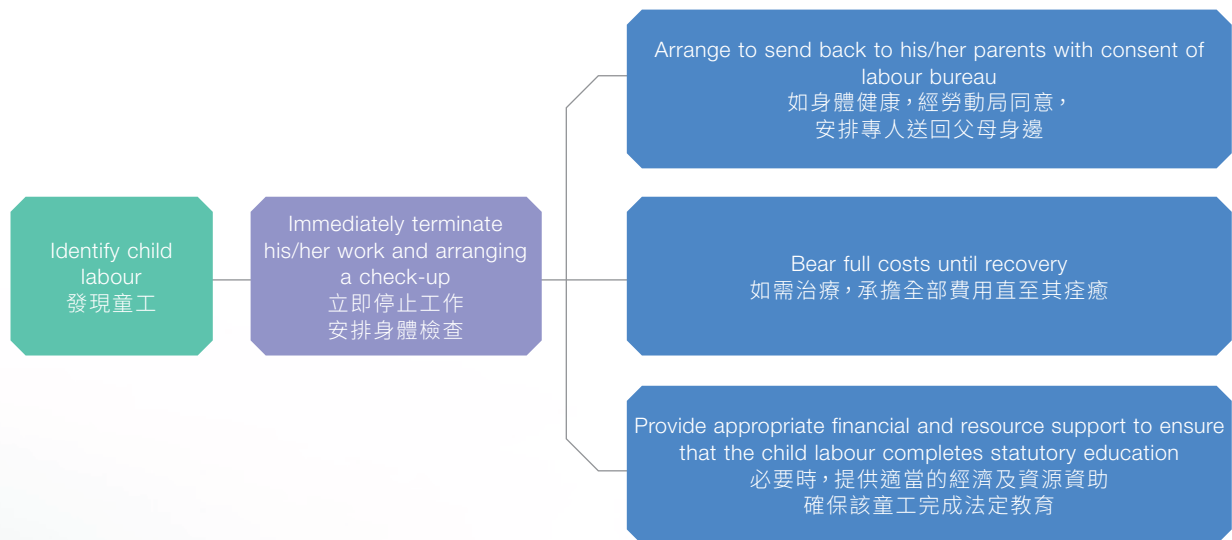 Identify child
labour
發現童工
Immediately terminate
his/her work and arranging
a check-up
立即停止工作
安排身體檢查
Arrange to send back to his/her parents with consent of
labour bureau
如身體健康，經勞動局同意，
安排專人送回父母身邊
Bear full costs until recovery
如需治療，承擔全部費用直至其痊癒
Provide appropriate financial and resource support to ensure
that the child labour completes statutory education
必要時，提供適當的經濟及資源資助
確保該童工完成法定教育